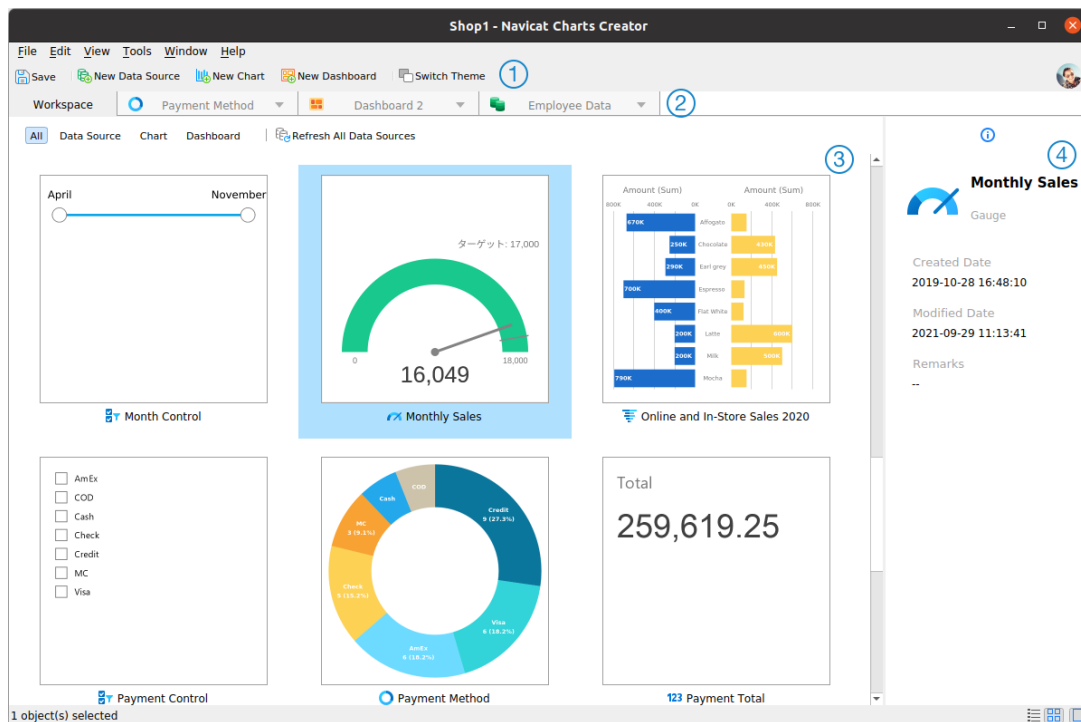 Shop1 - Navicat Charts Creator
File Edit View Tools Window Help
Save New Data Source New Chart New Dashboard Switch Theme 1
Workspace Payment Method Dashboard 2 Employee Data 2
All Data Source Chart Dashboard Refresh All Data Sources
3
4
April November
Month Control
ターゲット: 17,000
0 18,000
16,049
Monthly Sales
Amount (Sum) Amount (Sum)
800K 400K 0K 0K 400K 800K
670K Affogato
250K Chocolate 430K
290K Earl grey 450K
700K Espresso
400K Flat White
200K Latte 600K
200K Milk 500K
790K Mocha
Online and In-Store Sales 2020
AmEx
COD
Cash
Check
Credit
MC
Visa
Payment Control
COD
Cash
Credit
9 (27.3%)
MC
3 (9.1%)
Check
5 (15.2%)
Visa
6 (18.2%)
AmEx
6 (18.2%)
Payment Method
Total
259,619.25
123 Payment Total
Monthly Sales
Gauge
Created Date
2019-10-28 16:48:10
Modified Date
2021-09-29 11:13:41
Remarks
--
1 object(s) selected